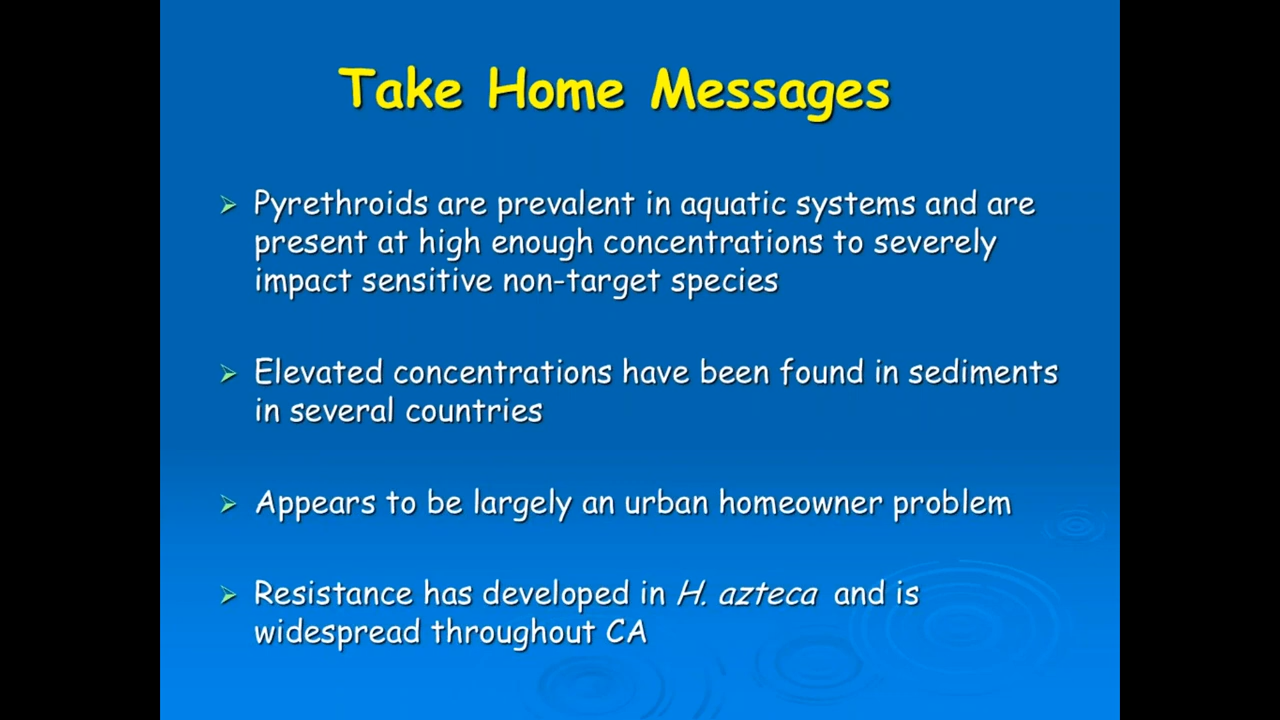 Take Home Messages
Pyrethroids are prevalent in aquatic systems and are
present at high enough concentrations to severely
impact sensitive non-target species
Elevated concentrations have been found in sediments
in several countries
Appears to be largely an urban homeowner problem
Resistance has developed in H. azteca and is
widespread throughout CA